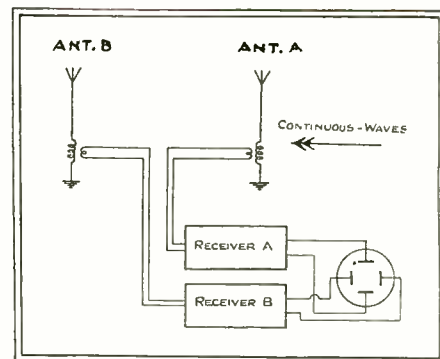 ANT. B ANT. A
CONTINUOUS-WAVES
RECEIVER A
RECEIVER B